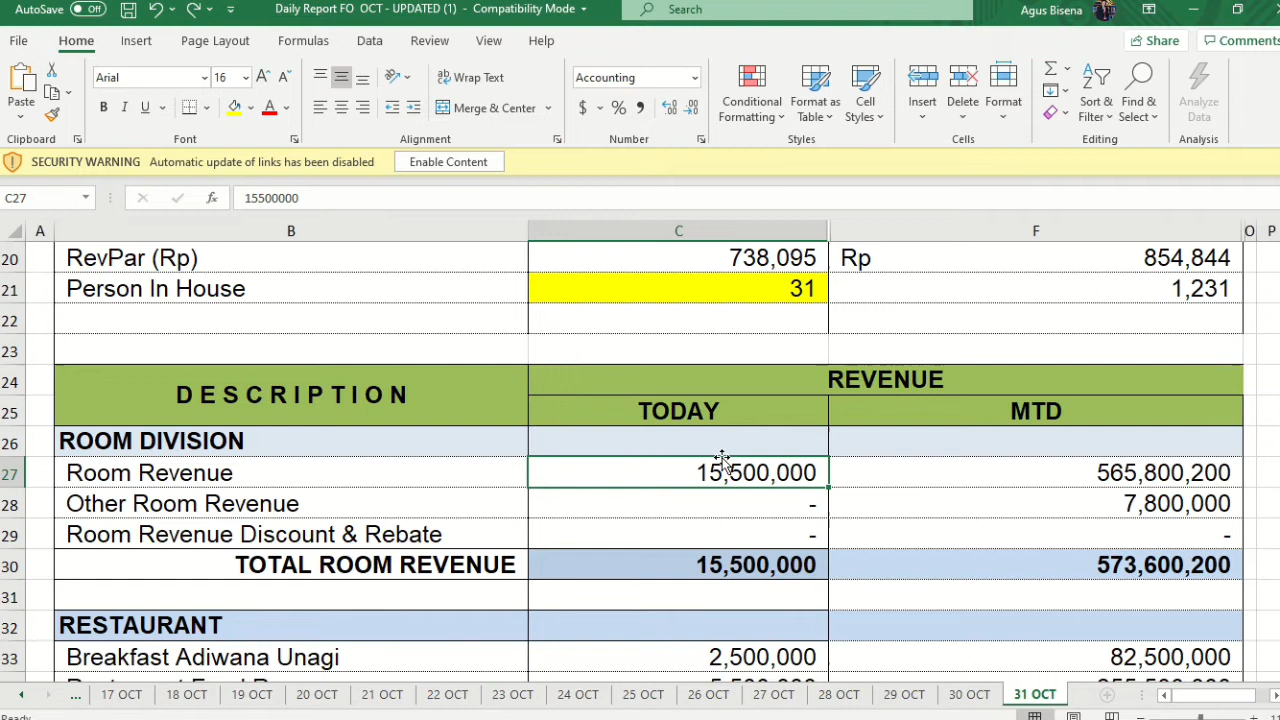 AutoSave Off Daily Report FO OCT - UPDATED (1) - Compatibility Mode Search Agus Bisena
File Home Insert Page Layout Formulas Data Review View Help Share Comments
Paste Arial 16 Wrap Text Accounting Conditional Formatting Format as Table Cell Styles Insert Delete Format Sort & Filter Find & Select Analyze Data
B I U Merge & Center $ %
Clipboard Font Alignment Number Styles Cells Editing Analysis
SECURITY WARNING Automatic update of links has been disabled Enable Content
C27 fx 15500000
A B C F O P
20 RevPar (Rp) 738,095 Rp 854,844
21 Person In House 31 1,231
22
23
24 D E S C R I P T I O N REVENUE
25 TODAY MTD
26 ROOM DIVISION
27 Room Revenue 15,500,000 565,800,200
28 Other Room Revenue - 7,800,000
29 Room Revenue Discount & Rebate - -
30 TOTAL ROOM REVENUE 15,500,000 573,600,200
31
32 RESTAURANT
33 Breakfast Adiwana Unagi 2,500,000 82,500,000
... 17 OCT 18 OCT 19 OCT 20 OCT 21 OCT 22 OCT 23 OCT 24 OCT 25 OCT 26 OCT 27 OCT 28 OCT 29 OCT 30 OCT 31 OCT